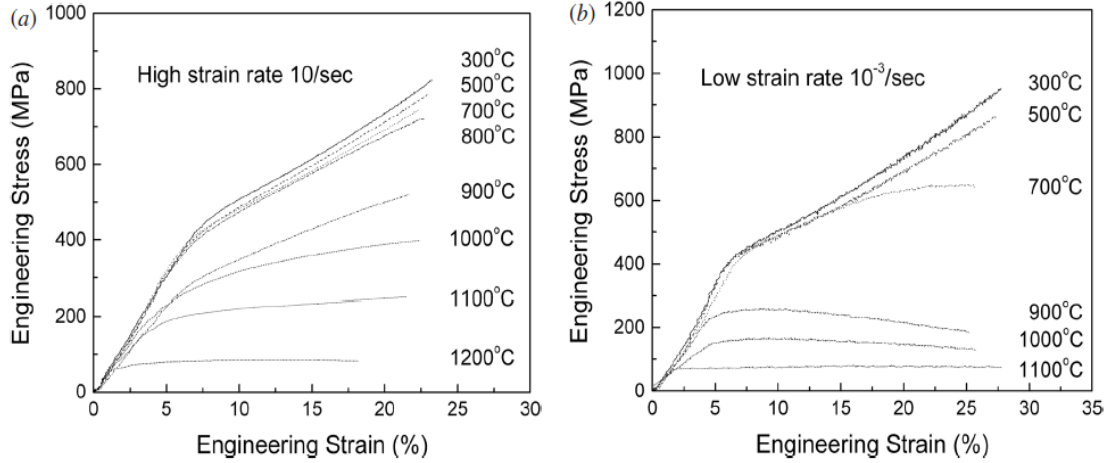 (a)
1000
800
600
400
200
0
Engineering Stress (MPa)
High strain rate 10/sec
300°C
500°C
700°C
800°C
900°C
1000°C
1100°C
1200°C
0 5 10 15 20 25 30
Engineering Strain (%)
(b)
1200
1000
800
600
400
200
0
Engineering Stress (MPa)
Low strain rate 10⁻³/sec
300°C
500°C
700°C
900°C
1000°C
1100°C
0 5 10 15 20 25 30 35
Engineering Strain (%)